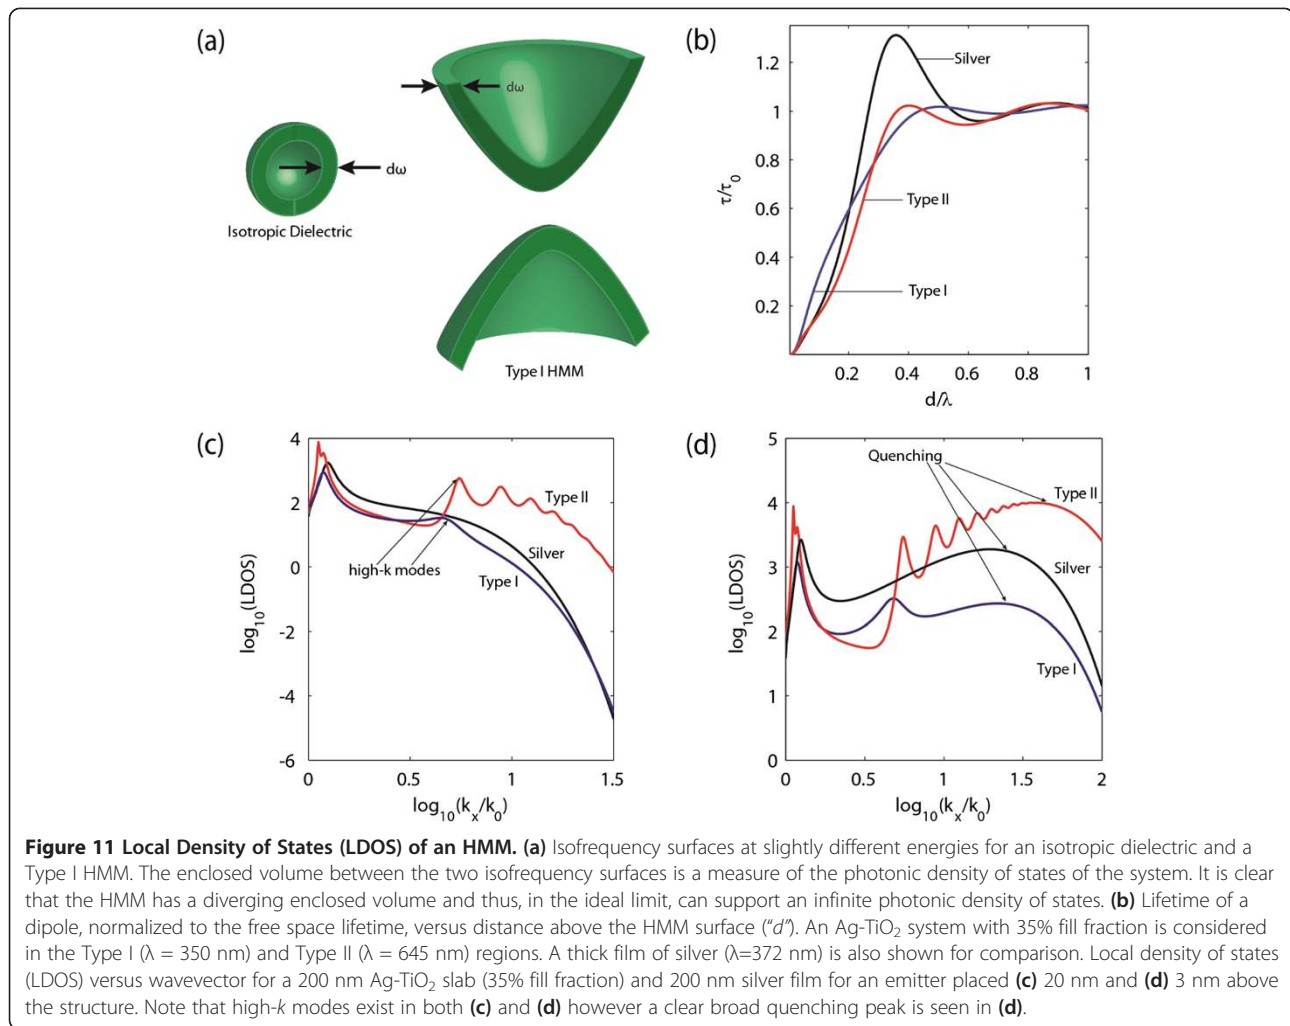 (a)
dω
dω
Isotropic Dielectric
Type I HMM
(b)
1.2
1
0.8
0.6
0.4
0.2
τ/τ0
Silver
Type II
Type I
0.2
0.4
0.6
0.8
1
d/λ
(c)
4
2
0
-2
-4
-6
log10(LDOS)
Type II
high-k modes
Silver
Type I
0
0.5
1
1.5
log10(kx/k0)
(d)
5
4
3
2
1
0
log10(LDOS)
Quenching
Type II
Silver
Type I
0
0.5
1
1.5
2
log10(kx/k0)
Figure 11 Local Density of States (LDOS) of an HMM. (a) Isofrequency surfaces at slightly different energies for an isotropic dielectric and a
Type I HMM. The enclosed volume between the two isofrequency surfaces is a measure of the photonic density of states of the system. It is clear
that the HMM has a diverging enclosed volume and thus, in the ideal limit, can support an infinite photonic density of states. (b) Lifetime of a
dipole, normalized to the free space lifetime, versus distance above the HMM surface (“d”). An Ag-TiO2 system with 35% fill fraction is considered
in the Type I (λ = 350 nm) and Type II (λ = 645 nm) regions. A thick film of silver (λ=372 nm) is also shown for comparison. Local density of states
(LDOS) versus wavevector for a 200 nm Ag-TiO2 slab (35% fill fraction) and 200 nm silver film for an emitter placed (c) 20 nm and (d) 3 nm above
the structure. Note that high-k modes exist in both (c) and (d) however a clear broad quenching peak is seen in (d).